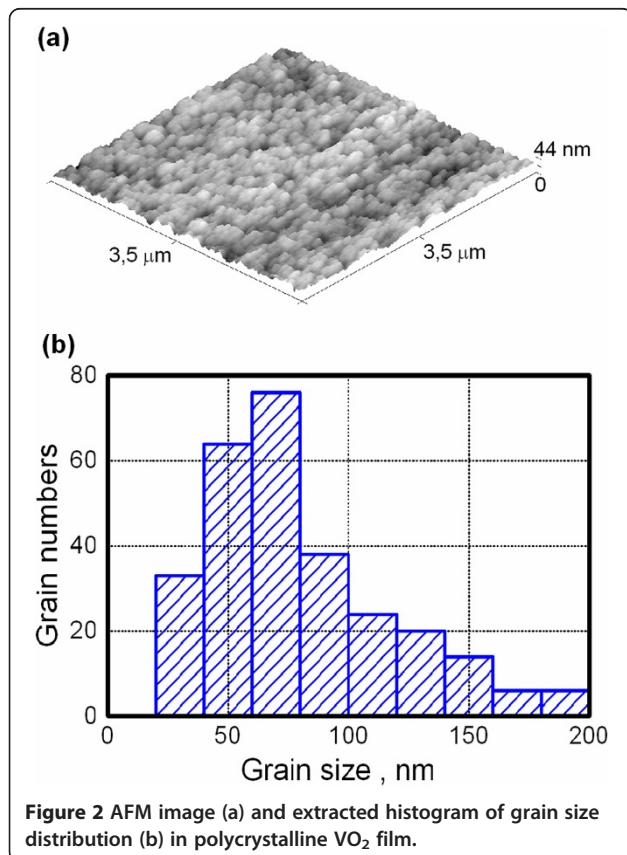 (a)
44 nm
0
3,5 μm
3,5 μm
(b)
80
60
40
20
0
Grain numbers
0 50 100 150 200
Grain size , nm
Figure 2 AFM image (a) and extracted histogram of grain size
distribution (b) in polycrystalline VO₂ film.